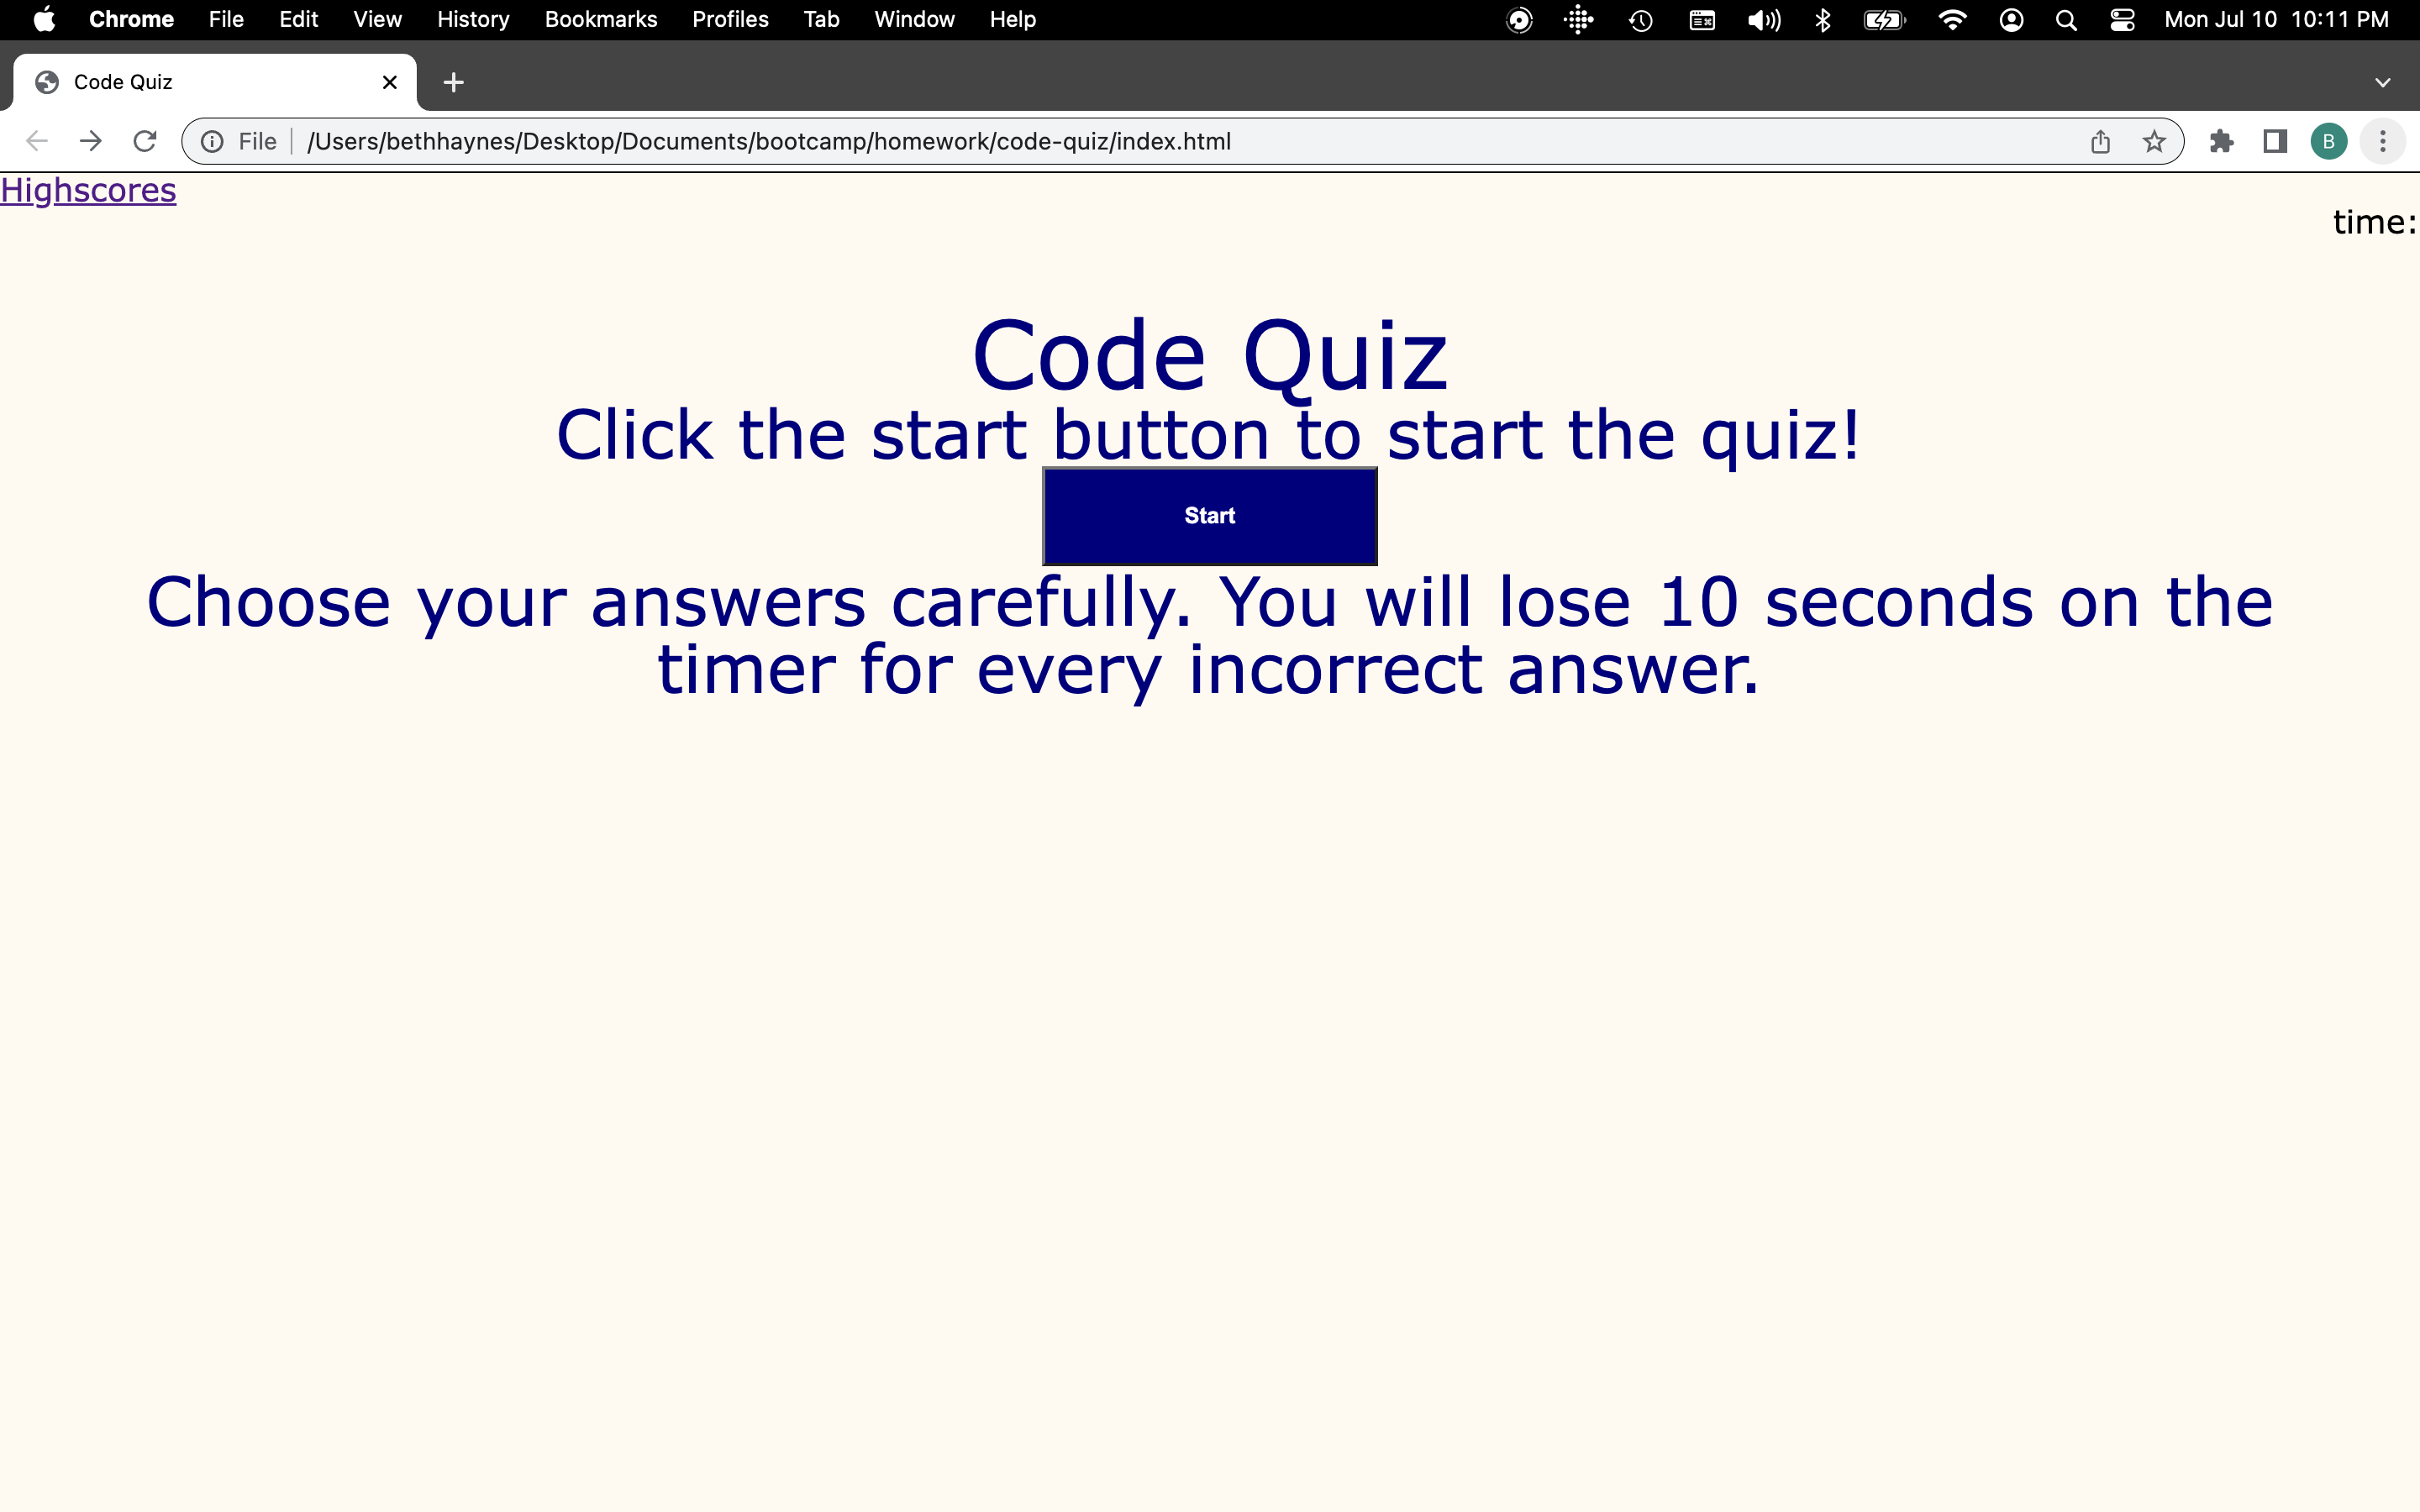 Chrome File Edit View History Bookmarks Profiles Tab Window Help Mon Jul 10 10:11 PM
Code Quiz
File /Users/bethhaynes/Desktop/Documents/bootcamp/homework/code-quiz/index.html B
Highscores
time:
Code Quiz
Click the start button to start the quiz!
Start
Choose your answers carefully. You will lose 10 seconds on the
timer for every incorrect answer.